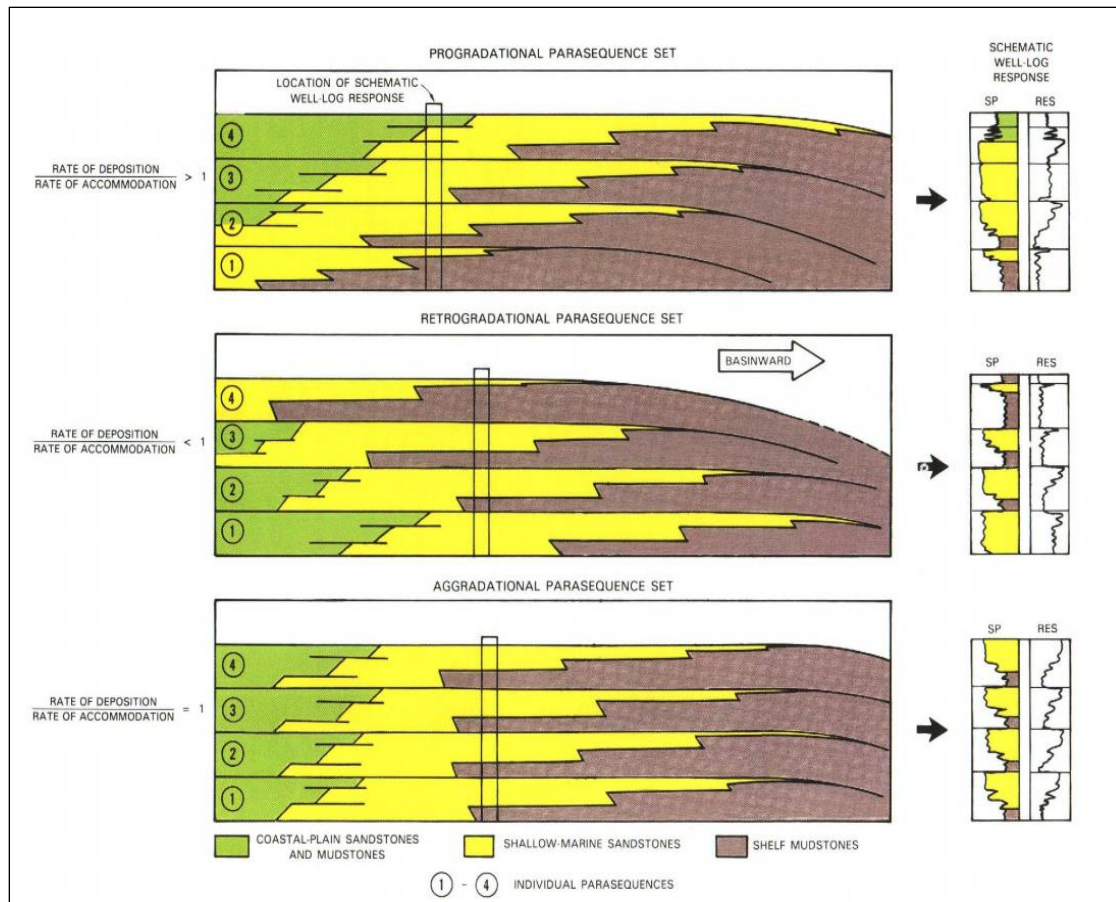 PROGRADATIONAL PARASEQUENCE SET
SCHEMATIC
WELL-LOG
RESPONSE
LOCATION OF SCHEMATIC
WELL-LOG RESPONSE
SP RES
RATE OF DEPOSITION
RATE OF ACCOMMODATION > 1
4
3
2
1
RETROGRADATIONAL PARASEQUENCE SET
BASINWARD
SP RES
RATE OF DEPOSITION
RATE OF ACCOMMODATION < 1
4
3
2
1
AGGRADATIONAL PARASEQUENCE SET
SP RES
RATE OF DEPOSITION
RATE OF ACCOMMODATION = 1
4
3
2
1
COASTAL-PLAIN SANDSTONES
AND MUDSTONES
SHALLOW-MARINE SANDSTONES
SHELF MUDSTONES
1 - 4 INDIVIDUAL PARASEQUENCES